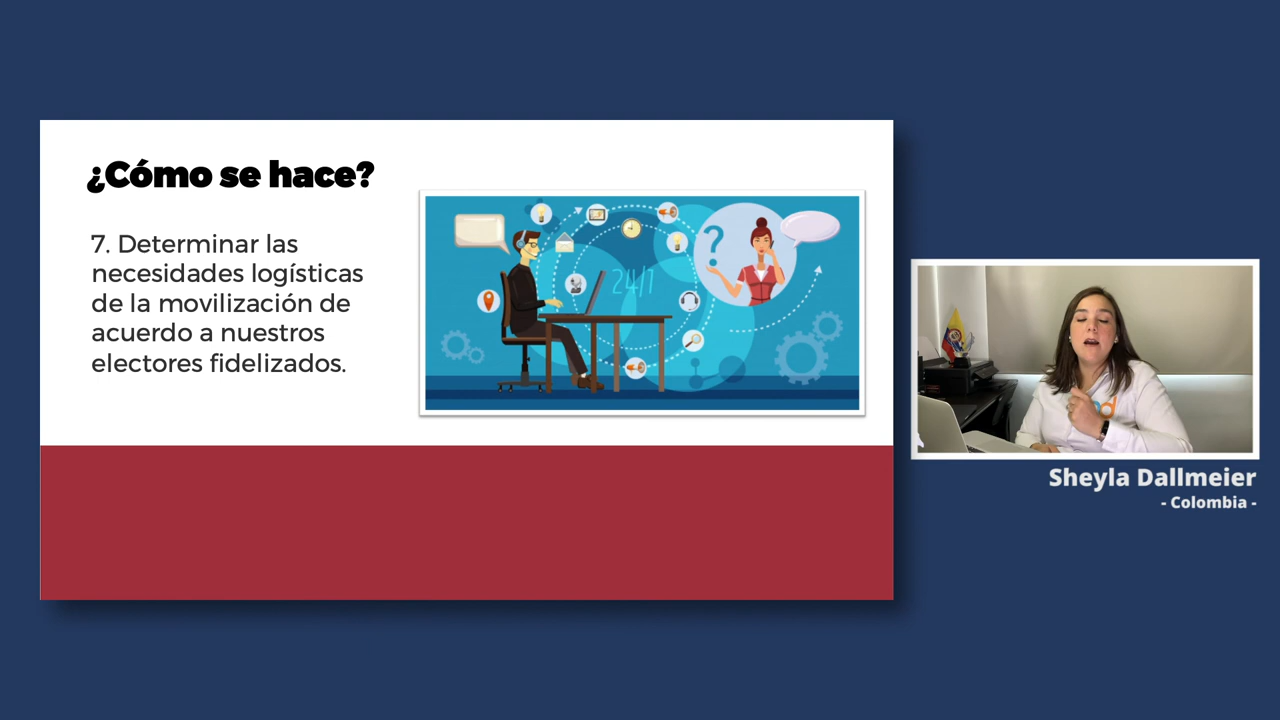 ¿Cómo se hace?
7. Determinar las
necesidades logísticas
de la movilización de
acuerdo a nuestros
electores fidelizados.
?
24/7
Sheyla Dallmeier
- Colombia -